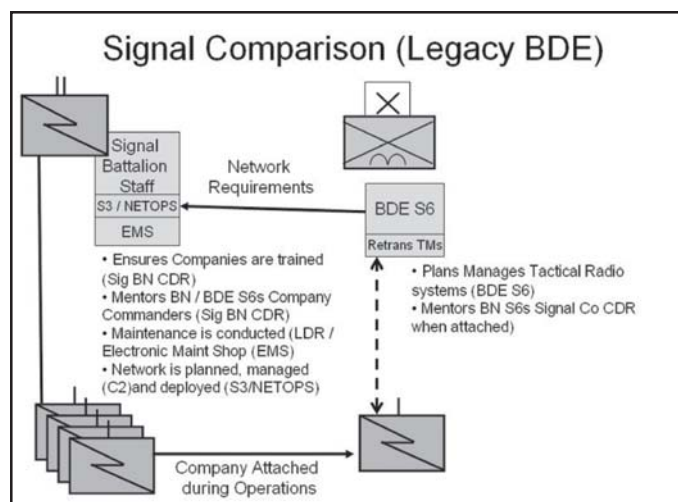 Signal Comparison (Legacy BDE)
Signal
Battalion
Staff
S3 / NETOPS
EMS
Network
Requirements
BDE S6
Retrans TMs
• Ensures Companies are trained
(Sig BN CDR)
• Mentors BN / BDE S6s Company
Commanders (Sig BN CDR)
• Maintenance is conducted (LDR /
Electronic Maint Shop (EMS)
• Network is planned, managed
(C2)and deployed (S3/NETOPS)
• Plans Manages Tactical Radio
systems (BDE S6)
• Mentors BN S6s Signal Co CDR
when attached)
Company Attached
during Operations